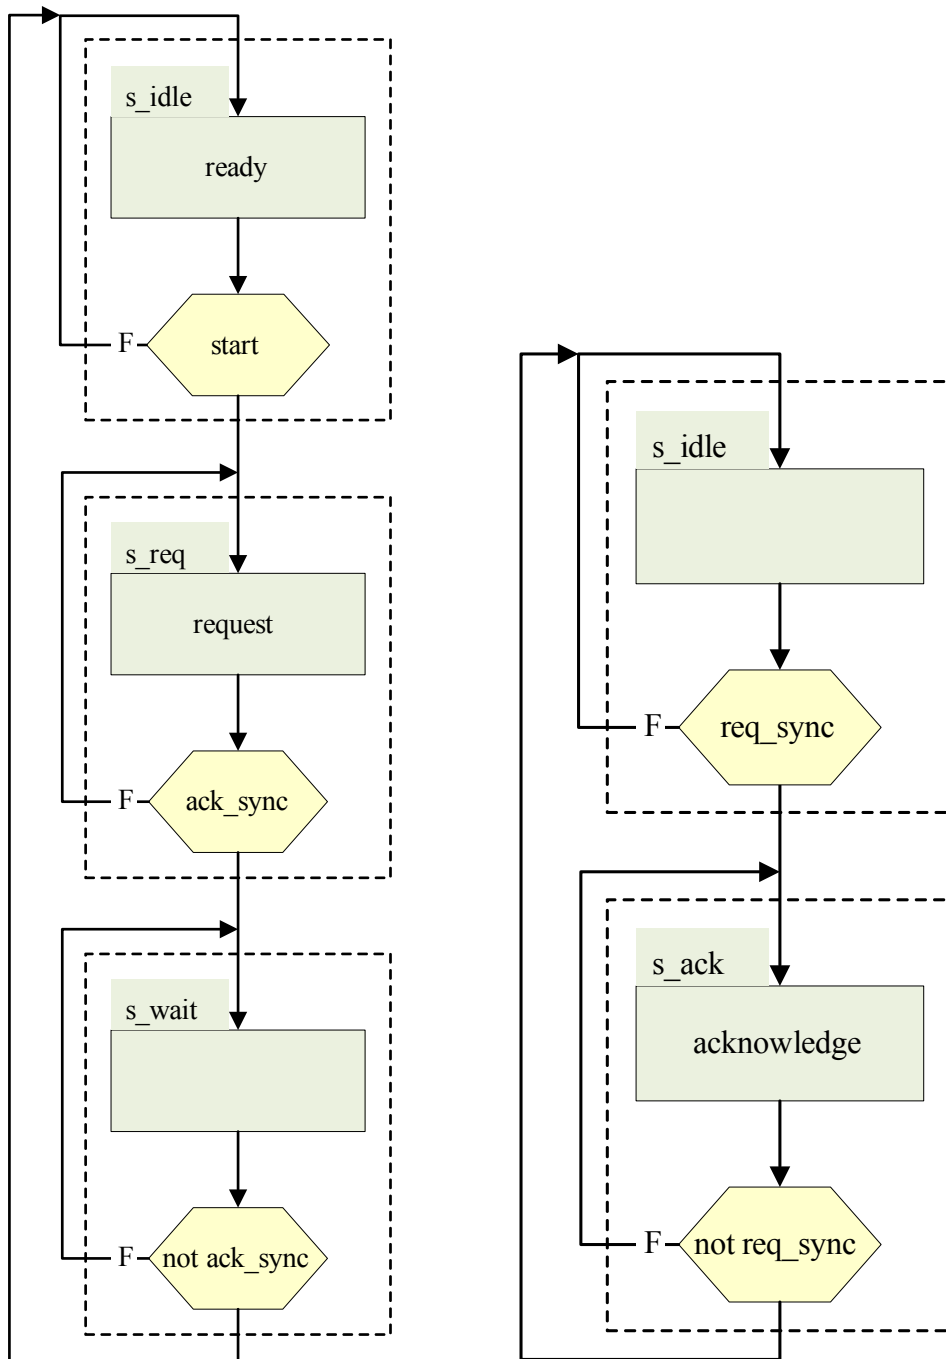 s_idle
ready
F
start
s_req
request
F
ack_sync
s_wait
F
not ack_sync
s_idle
F
req_sync
s_ack
acknowledge
F
not req_sync